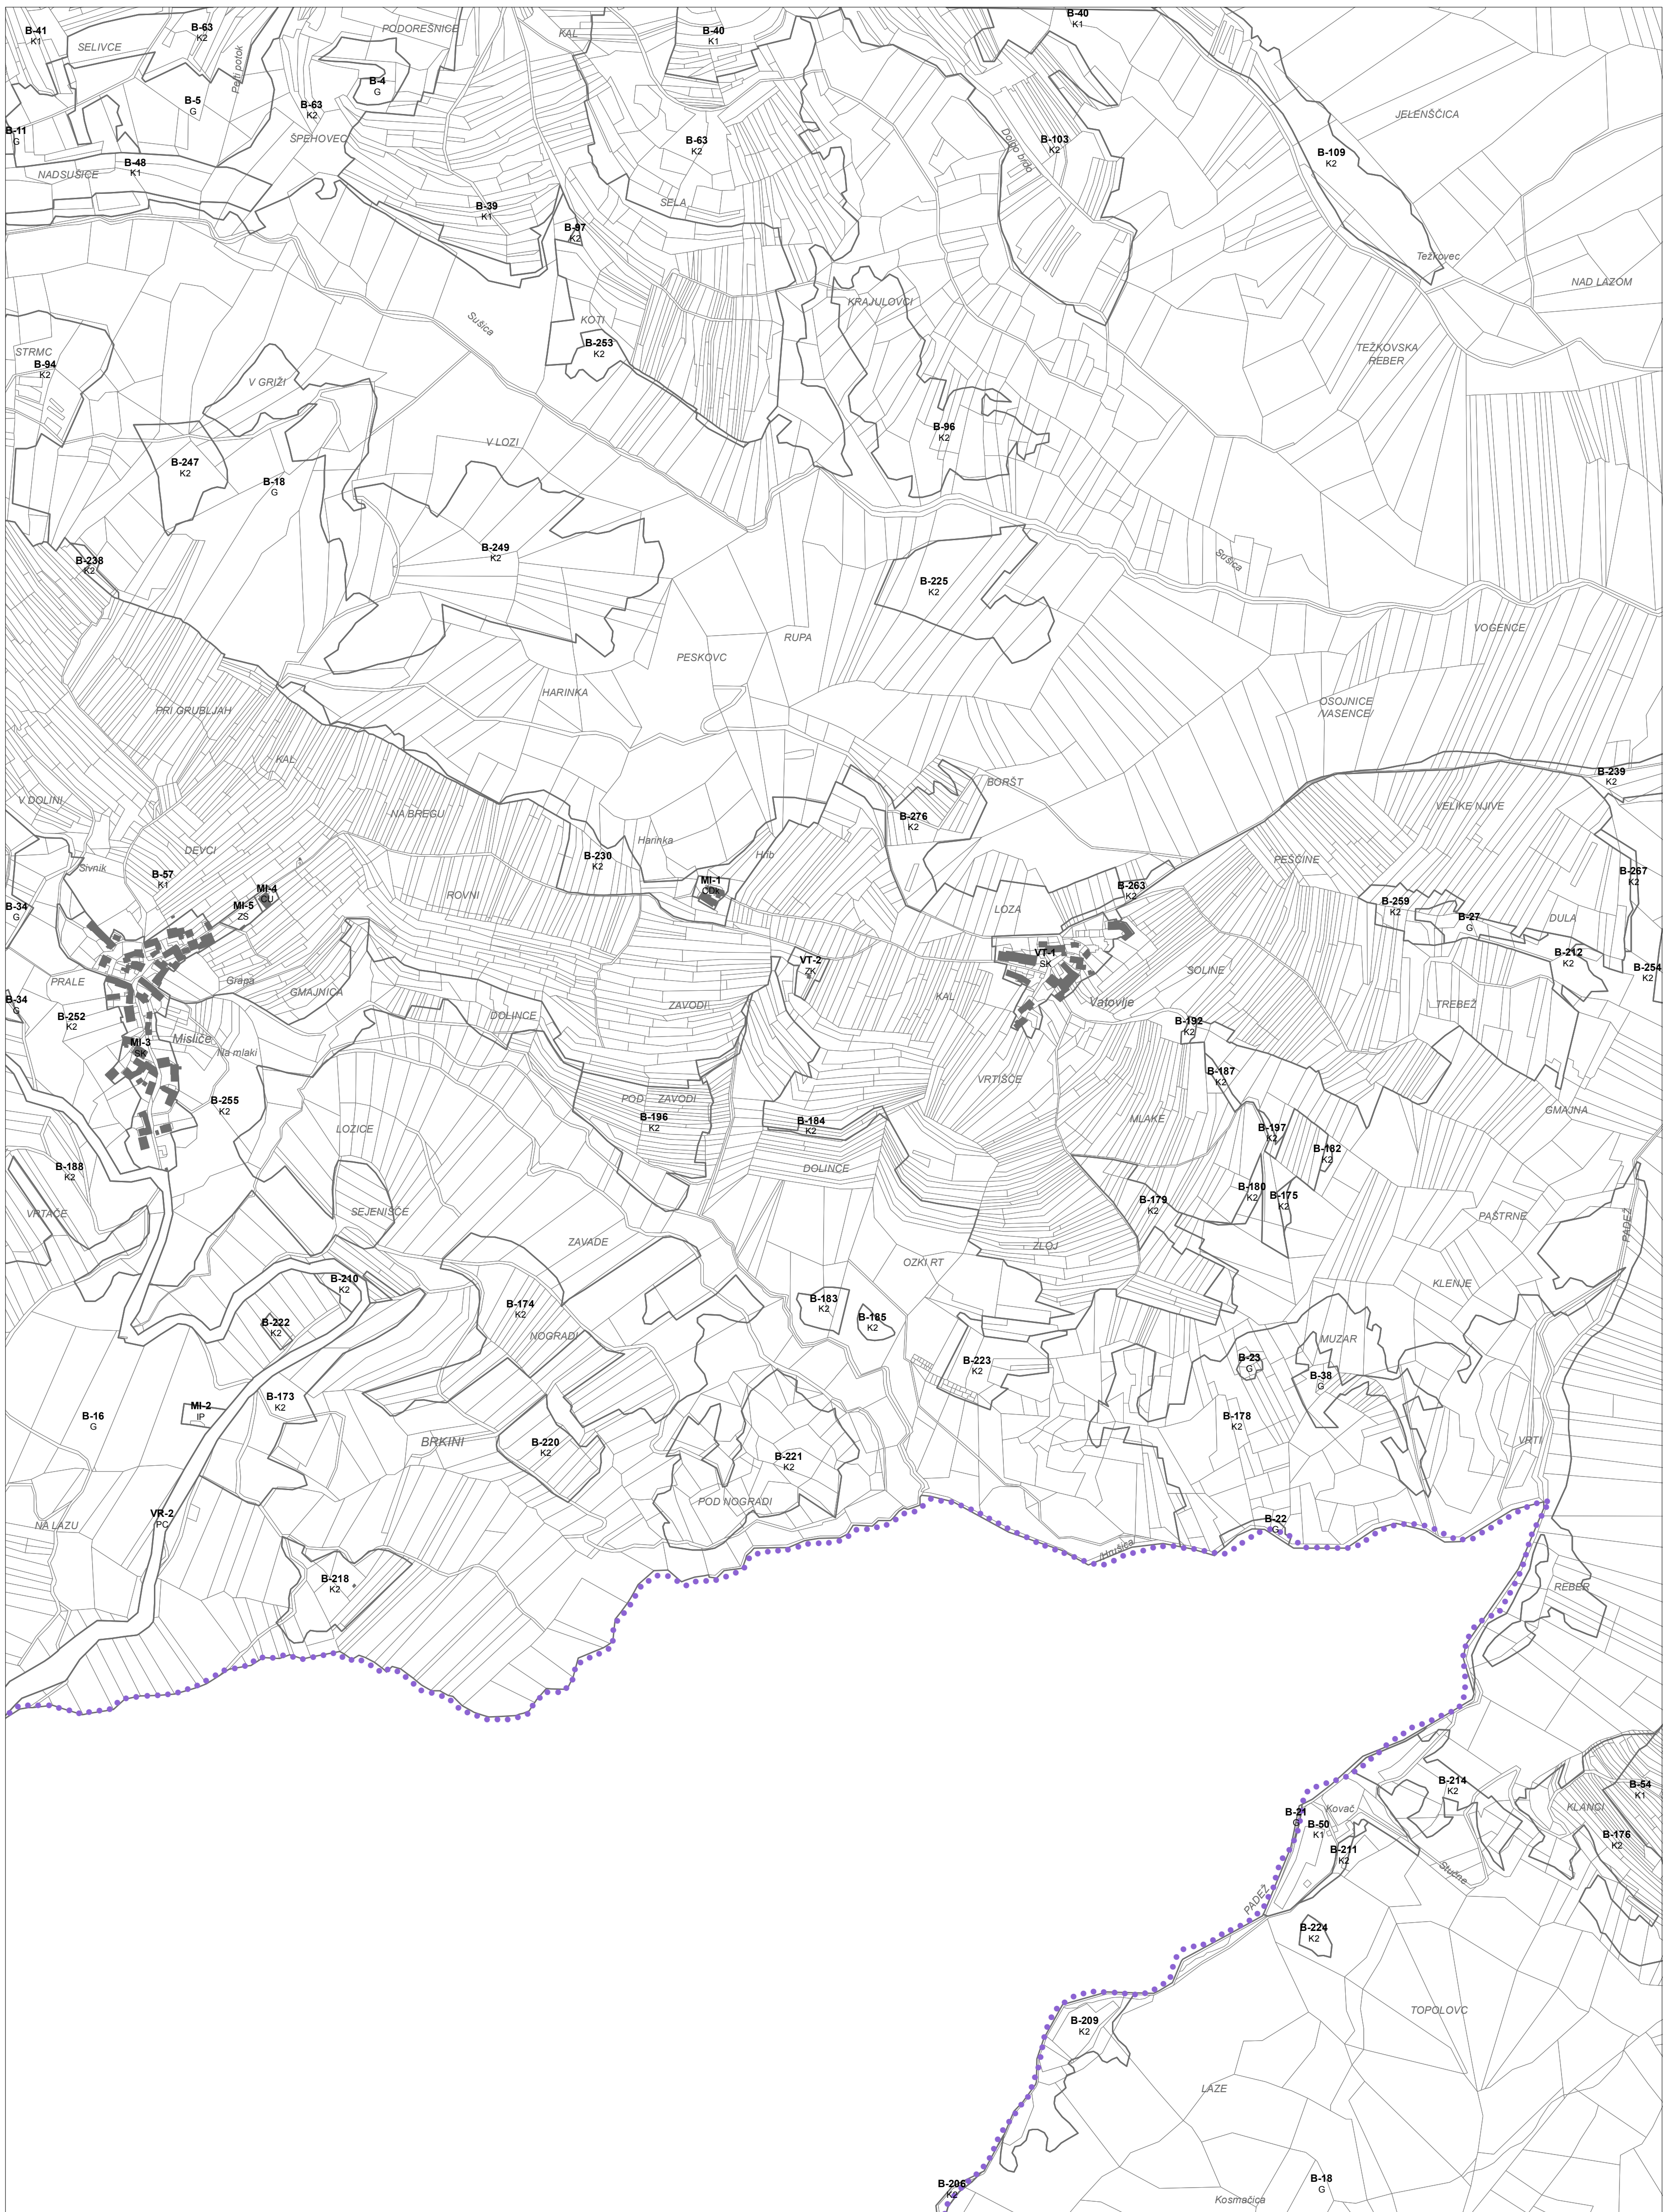 B-41
K1
SELIVCE
B-63
K2
Petri potok
PODOREŠNICE
KAL
B-40
K1
B-40
K1
B-4
G
B-5
G
B-63
K2
B-11
G
ŠPEHOVEC
B-63
K2
Dolgo brdo
B-103
K2
JELENŠČICA
B-109
K2
B-48
K1
NADSUŠICE
SELA
B-39
K1
B-97
K2
Težkovec
NAD LAZOM
Sušica
KOTI
KRAJULOVCI
B-253
K2
STRMC
B-94
K2
TEŽKOVSKA
REBER
V GRIŽI
B-96
K2
V LOZI
B-247
K2
B-18
G
B-249
K2
B-238
K2
B-225
K2
Sušica
RUPA
VOGENCE
PESKOVC
HARINKA
OSOJNICE
/VASENCE/
PRI GRUBLJAH
KAL
B-239
K2
BORŠT
V DOLINI
NA BREGU
B-276
K2
VELIKE NJIVE
Harinka
DEVCI
B-230
K2
Hrib
PEŠČINE
Sivnik
B-57
K1
MI-4
CU
MI-1
CDk
B-263
K2
B-267
K2
ROVNI
MI-5
ZS
B-34
G
LOZA
B-259
K2
B-27
G
DULA
VT-1
SK
B-212
K2
VT-2
ZK
SOLINE
B-254
K2
PRALE
Grapa
GMAJNICA
KAL
B-34
G
ZAVODI
Vatovlje
TREBEŽ
B-252
K2
DOLINCE
B-192
K2
Misliče
MI-3
SK
Na mlaki
VRTIŠČE
B-187
K2
B-255
K2
POD ZAVODI
B-196
K2
B-184
K2
MLAKE
GMAJNA
LOZICE
B-197
K2
B-182
K2
B-188
K2
DOLINCE
B-180
K2
B-175
K2
B-179
K2
VRTAČE
SEJENIŠČE
PAŠTRNE
PADEŽ
ZAVADE
ŽLOJ
OZKI RT
B-210
K2
KLENJE
B-174
K2
B-183
K2
B-185
K2
B-222
K2
NOGRADI
MUZAR
B-223
K2
B-23
G
B-38
G
B-173
K2
MI-2
IP
B-16
G
B-178
K2
BRKINI
B-220
K2
VRTI
B-221
K2
POD NOGRADI
VR-2
PC
NA LAZU
B-22
G
/Hrušica
B-218
K2
REBER
B-214
K2
B-54
K1
KLANCI
B-21
G
Kovač
B-50
K1
B-176
K2
B-211
K2
Stučne
PADEŽ
B-224
K2
TOPOLOVC
B-209
K2
LAZE
B-206
K2
B-18
G
Kosmačica